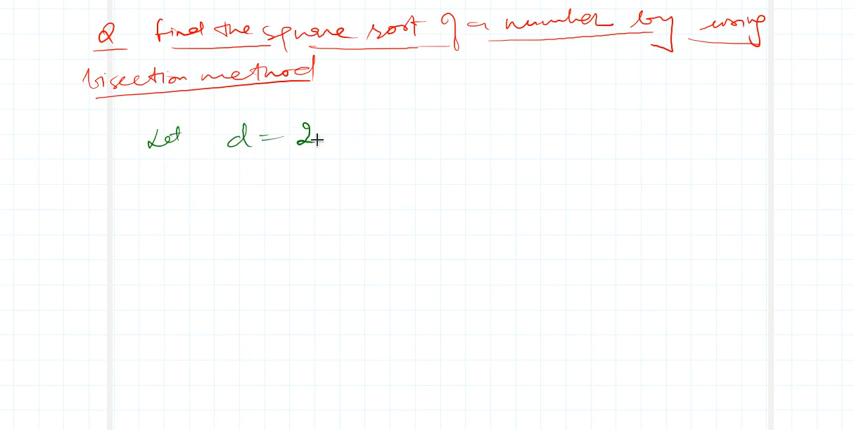 Q Find the square root of a number by using
bisection method
Let d = 2